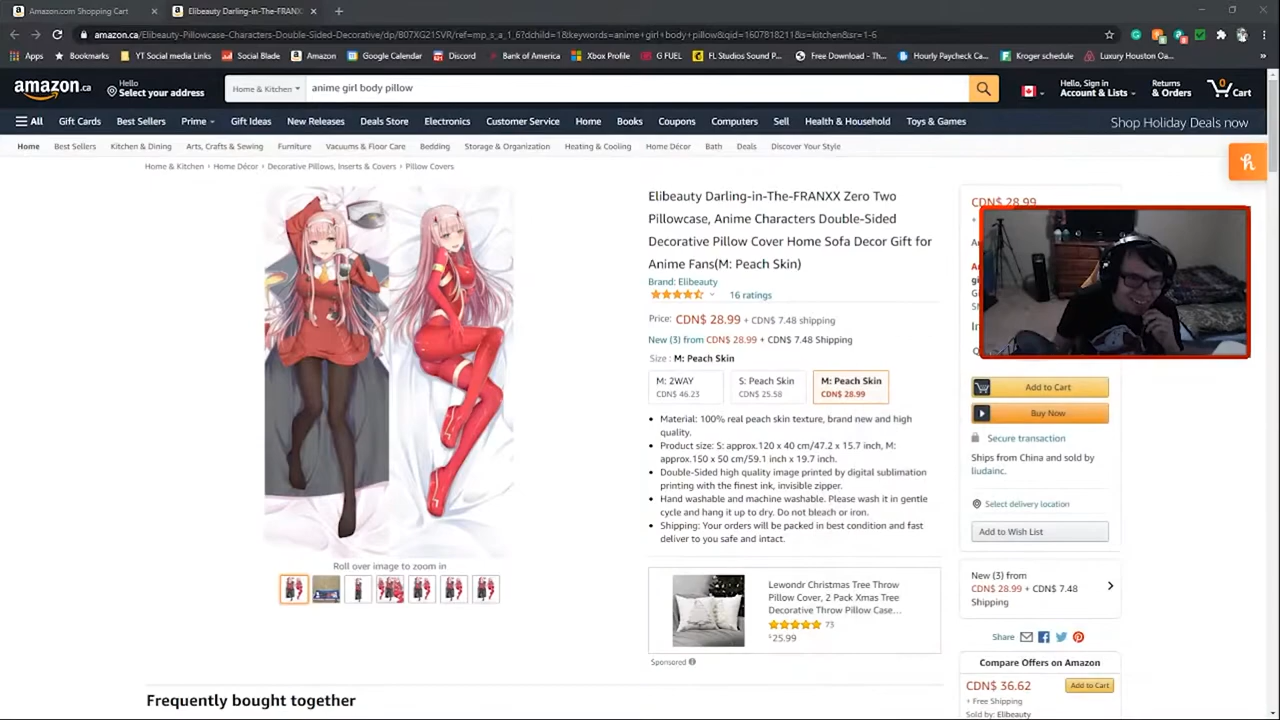 Amazon.com Shopping Cart
Elibeauty Darling-in-The-FRANX
amazon.ca/Elibeauty-Pillowcase-Characters-Double-Sided-Decorative/dp/B07XG21SVR/ref=mp_s_a_1_6?dchild=1&keywords=anime+girl+body+pillow&qid=1607818211&s=kitchen&sr=1-6
Apps
Bookmarks
YT Social media Links
Social Blade
Amazon
Google Calendar
Discord
Bank of America
Xbox Profile
G FUEL
FL Studios Sound P...
Free Download - Th...
Hourly Paycheck Ca...
Kroger schedule
Luxury Houston Oa...
amazon.ca
Hello
Select your address
Home & Kitchen
anime girl body pillow
Hello, Sign in
Account & Lists
Returns
& Orders
0
Cart
All
Gift Cards
Best Sellers
Prime
Gift Ideas
New Releases
Deals Store
Electronics
Customer Service
Home
Books
Coupons
Computers
Sell
Health & Household
Toys & Games
Shop Holiday Deals now
Home
Best Sellers
Kitchen & Dining
Arts, Crafts & Sewing
Furniture
Vacuums & Floor Care
Bedding
Storage & Organization
Heating & Cooling
Home Décor
Bath
Deals
Discover Your Style
Home & Kitchen › Home Décor › Decorative Pillows, Inserts & Covers › Pillow Covers
Elibeauty Darling-in-The-FRANXX Zero Two
Pillowcase, Anime Characters Double-Sided
Decorative Pillow Cover Home Sofa Decor Gift for
Anime Fans(M: Peach Skin)
Brand: Elibeauty
16 ratings
Price: CDN$ 28.99 + CDN$ 7.48 shipping
New (3) from CDN$ 28.99 + CDN$ 7.48 Shipping
Size : M: Peach Skin
M: 2WAY
CDN$ 46.23
S: Peach Skin
CDN$ 25.58
M: Peach Skin
CDN$ 28.99
• Material: 100% real peach skin texture, brand new and high
quality.
• Product size: S: approx.120 x 40 cm/47.2 x 15.7 inch, M:
approx.150 x 50 cm/59.1 inch x 19.7 inch.
• Double-Sided high quality image printed by digital sublimation
printing with the finest ink, invisible zipper.
• Hand washable and machine washable. Please wash it in gentle
cycle and hang it up to dry. Do not bleach or iron.
• Shipping: Your orders will be packed in best condition and fast
deliver to you safe and intact.
Roll over image to zoom in
Lewondr Christmas Tree Throw
Pillow Cover, 2 Pack Xmas Tree
Decorative Throw Pillow Case...
73
$25.99
Sponsored
CDN$ 28.99
Add to Cart
Buy Now
Secure transaction
Ships from China and sold by
liudainc.
Select delivery location
Add to Wish List
New (3) from
CDN$ 28.99 + CDN$ 7.48
Shipping
Share
Compare Offers on Amazon
CDN$ 36.62
Add to Cart
+ Free Shipping
Sold by: Elibeauty
Frequently bought together